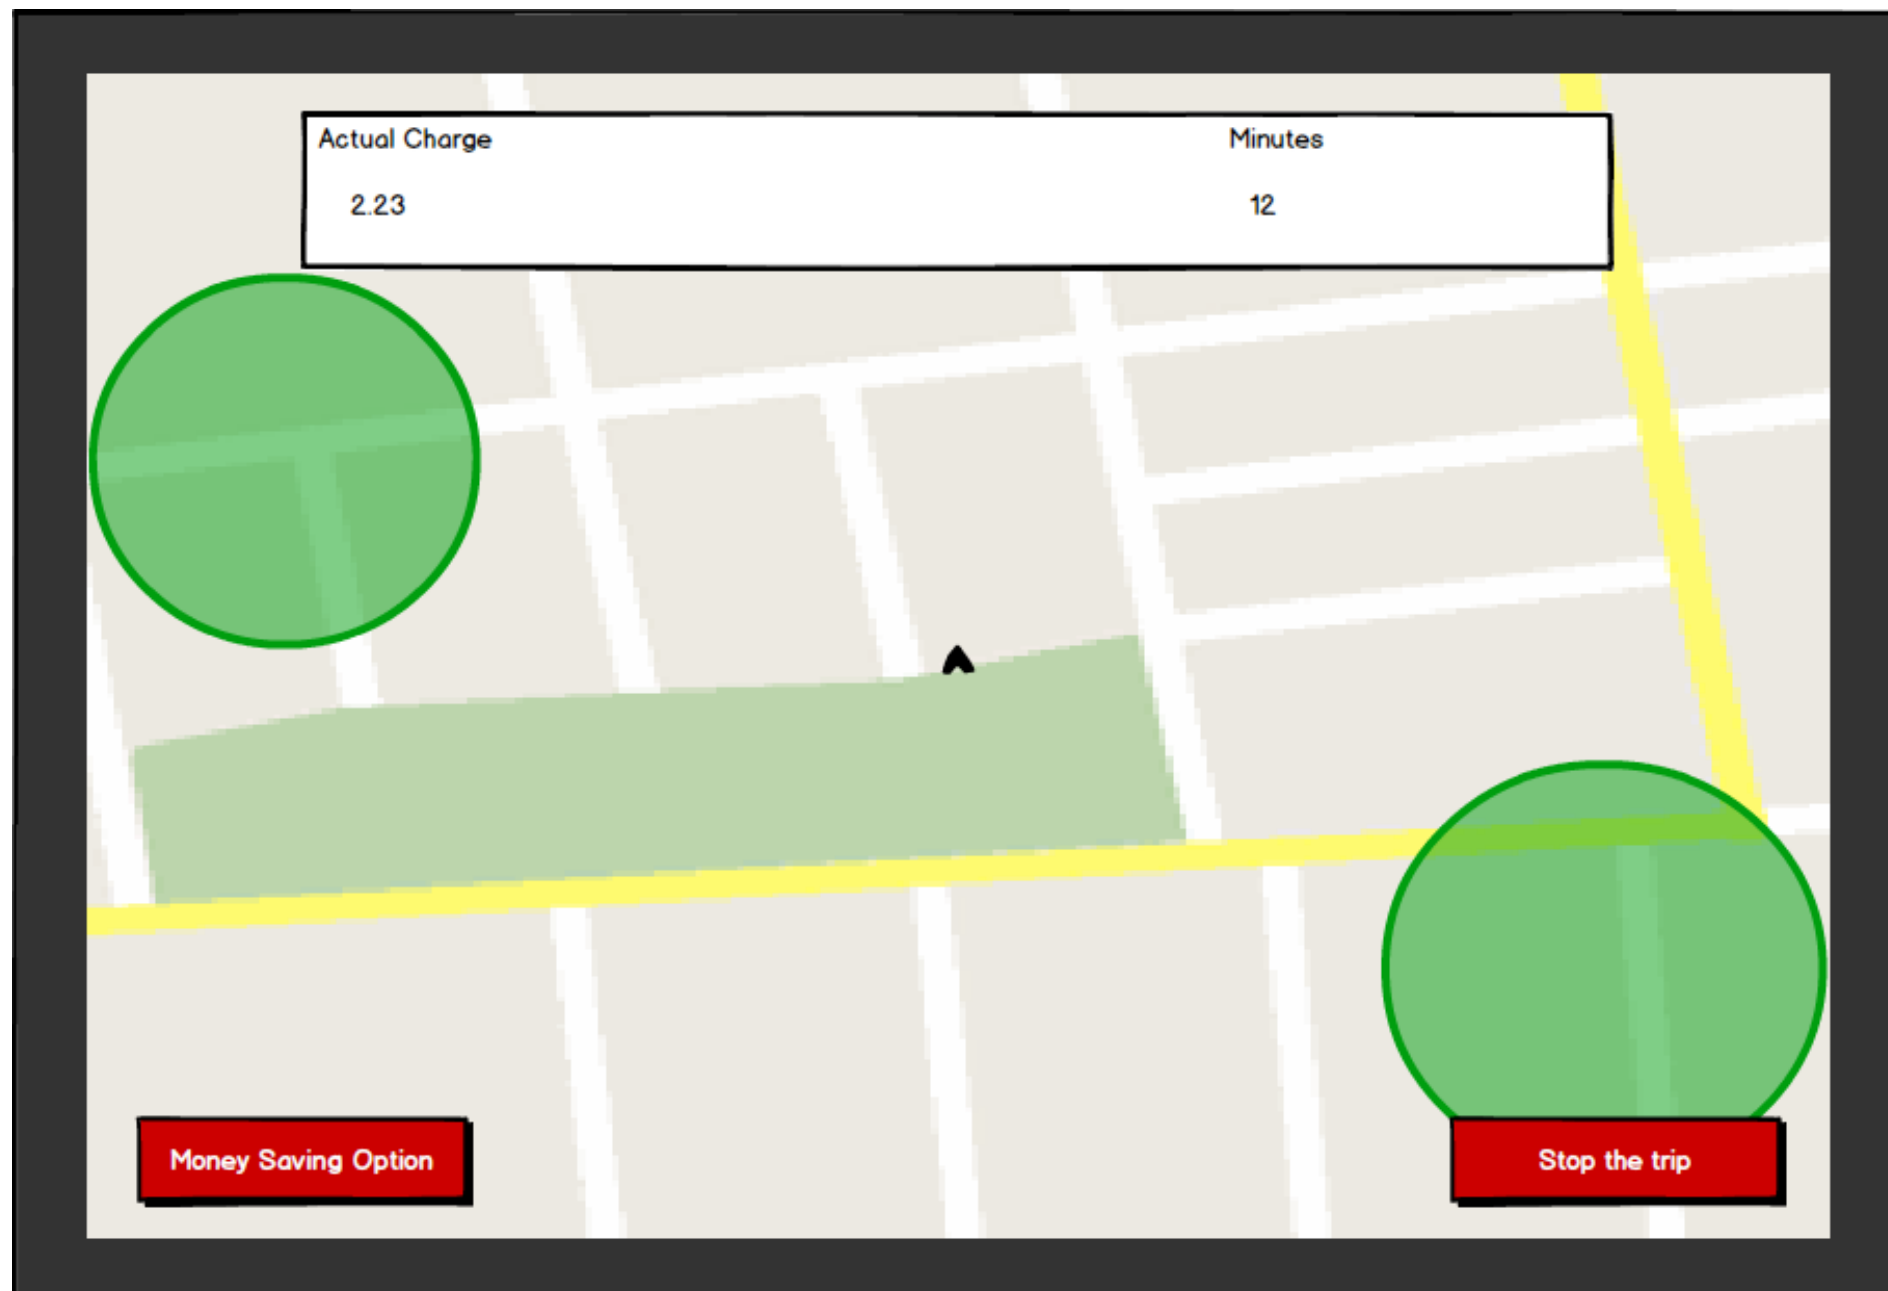 Actual Charge
Minutes
2.23
12
Money Saving Option
Stop the trip